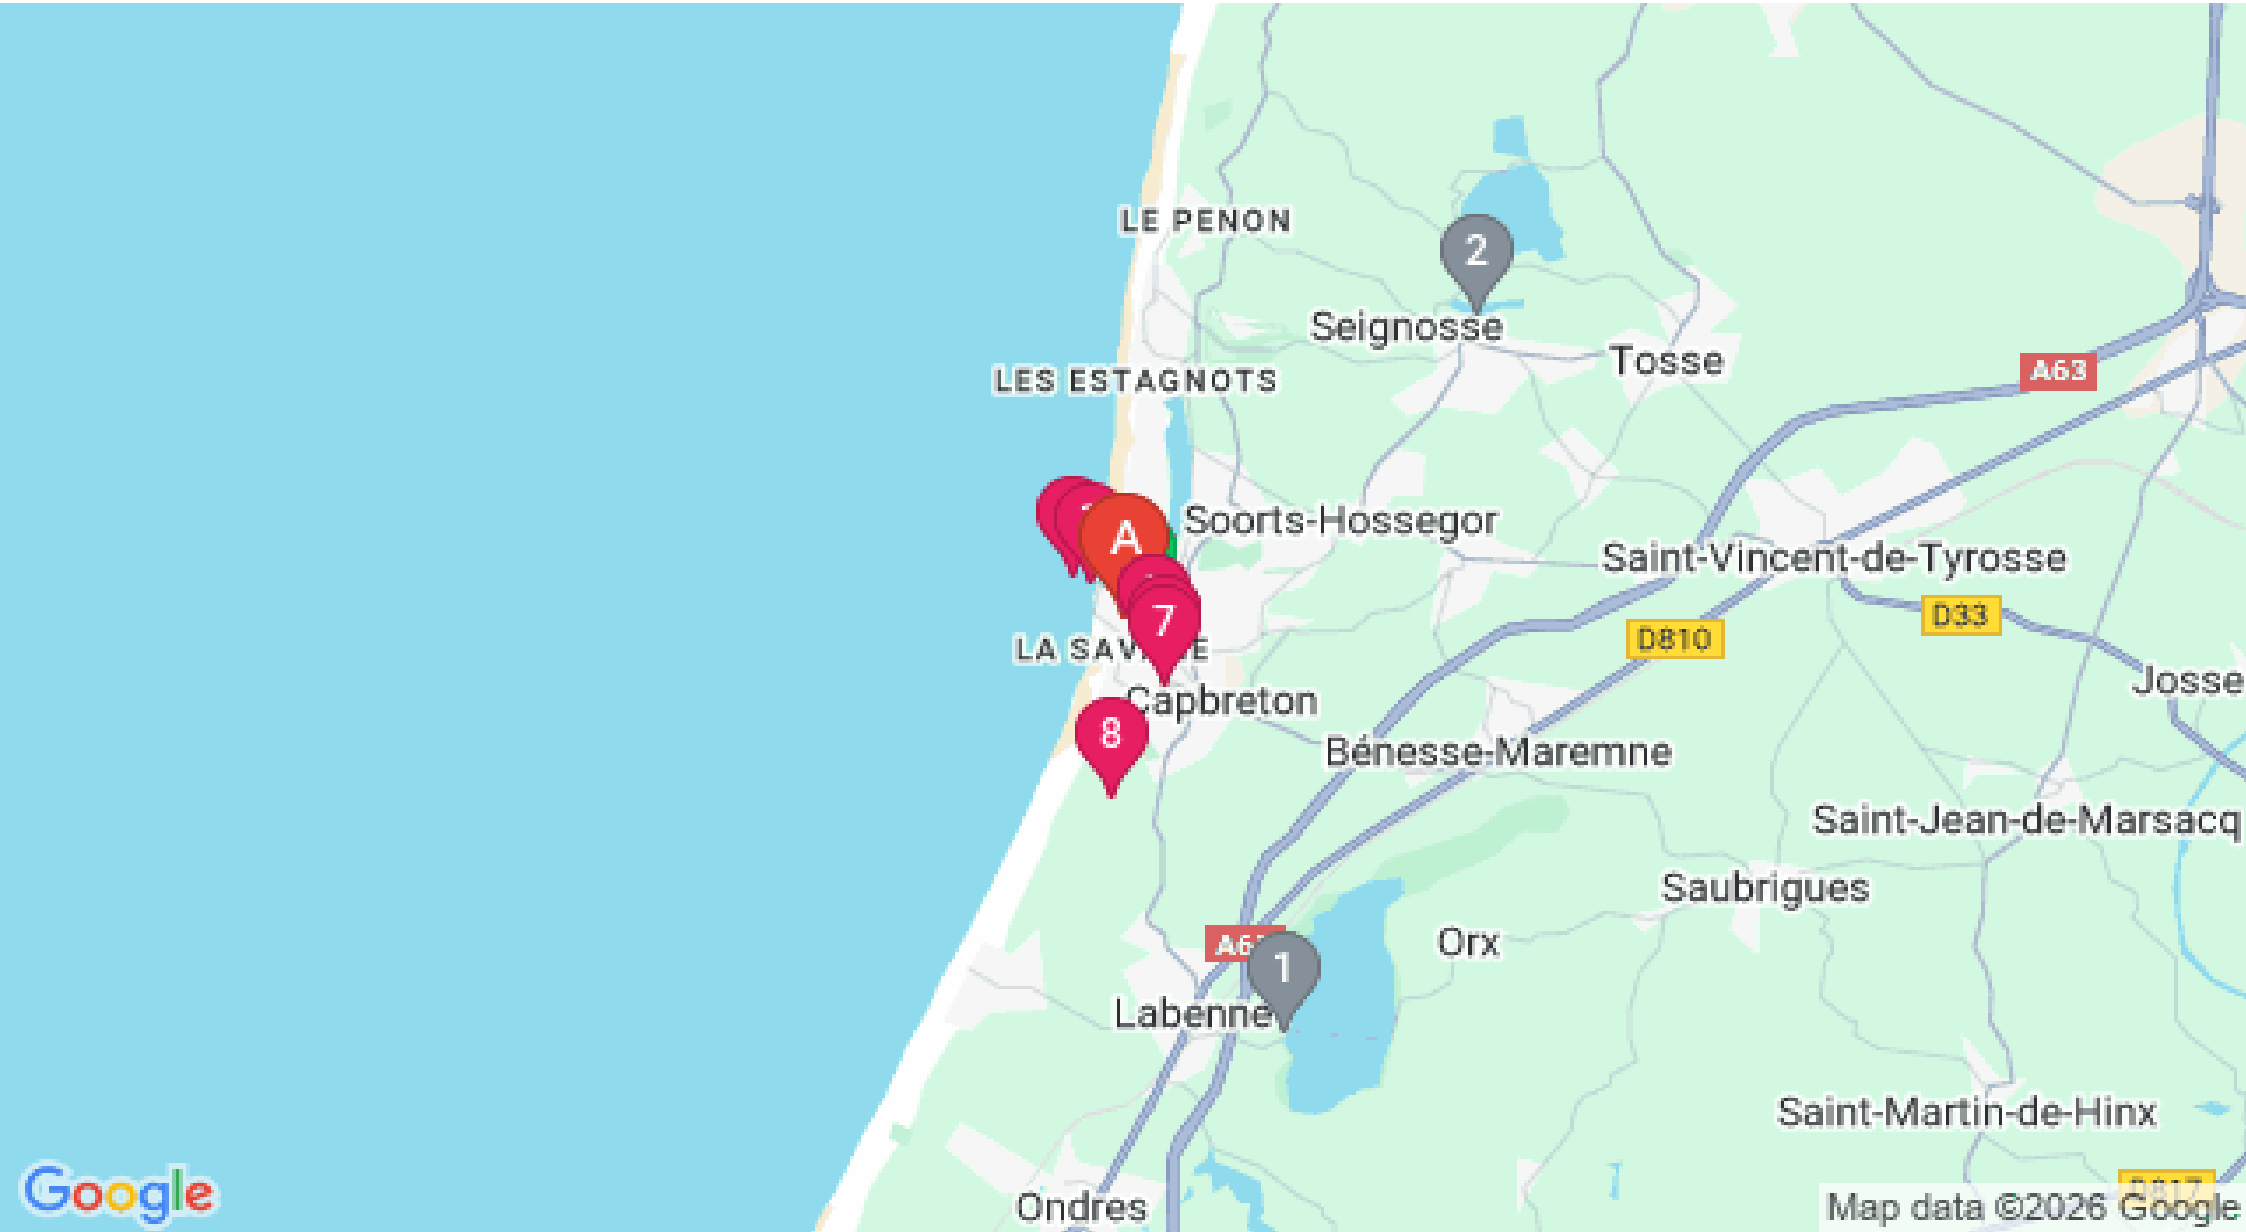 LE PENON
2
Seignosse
Tosse
A63
LES ESTAGNOTS
A
Soorts-Hossegor
Saint-Vincent-de-Tyrosse
D33
D810
7
Capbreton
Josse
8
Bénesse-Maremne
Saint-Jean-de-Marsacq
Saubrigues
Orx
1
Labenne
Saint-Martin-de-Hinx
D817
Google
Ondres
Map data ©2026 Google